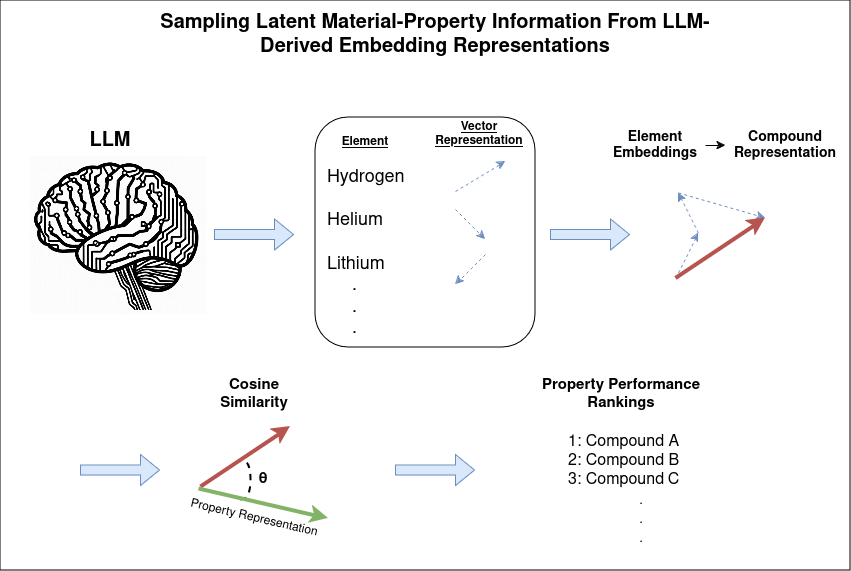 Sampling Latent Material-Property Information From LLM-
Derived Embedding Representations
LLM
Element
Vector
Representation
Hydrogen
Helium
Lithium
.
.
.
Element
Embeddings
Compound
Representation
Cosine
Similarity
θ
Property Representation
Property Performance
Rankings
1: Compound A
2: Compound B
3: Compound C
.
.
.